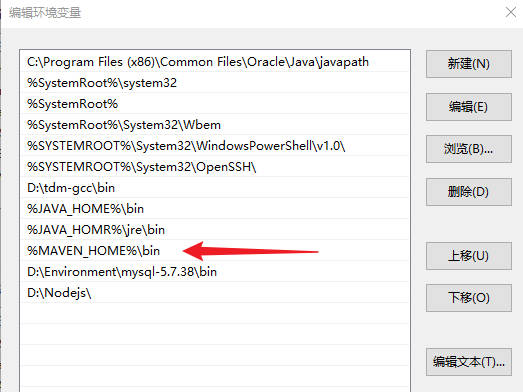 编辑环境变量
C:\Program Files (x86)\Common Files\Oracle\Java\javapath
%SystemRoot%\system32
%SystemRoot%
%SystemRoot%\System32\Wbem
%SYSTEMROOT%\System32\WindowsPowerShell\v1.0\
%SYSTEMROOT%\System32\OpenSSH\
D:\tdm-gcc\bin
%JAVA_HOME%\bin
%JAVA_HOMR%\jre\bin
%MAVEN_HOME%\bin
D:\Environment\mysql-5.7.38\bin
D:\Nodejs\
新建(N)
编辑(E)
浏览(B)...
删除(D)
上移(U)
下移(O)
编辑文本(T)...